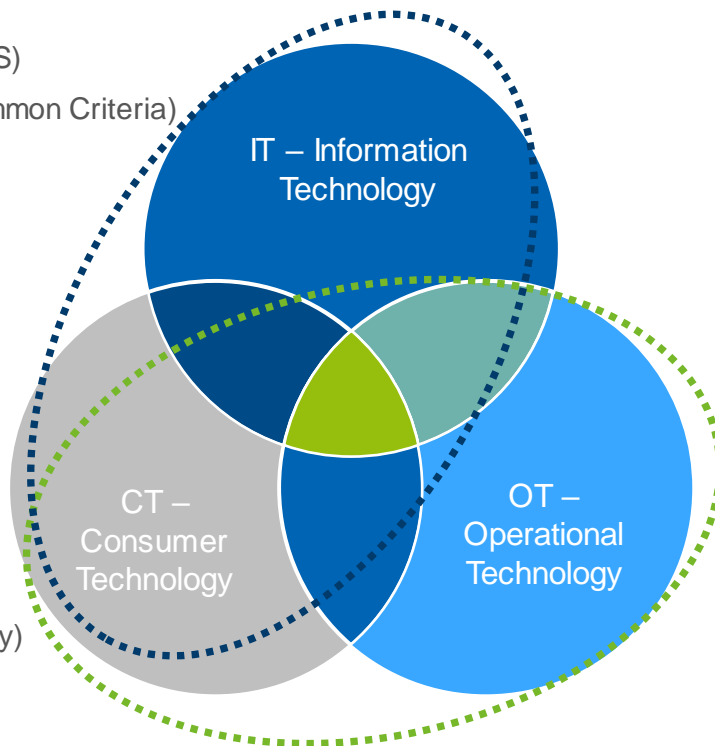 S)
mmon Criteria)
IT – Information
Technology
CT –
Consumer
Technology
OT –
Operational
Technology
y)